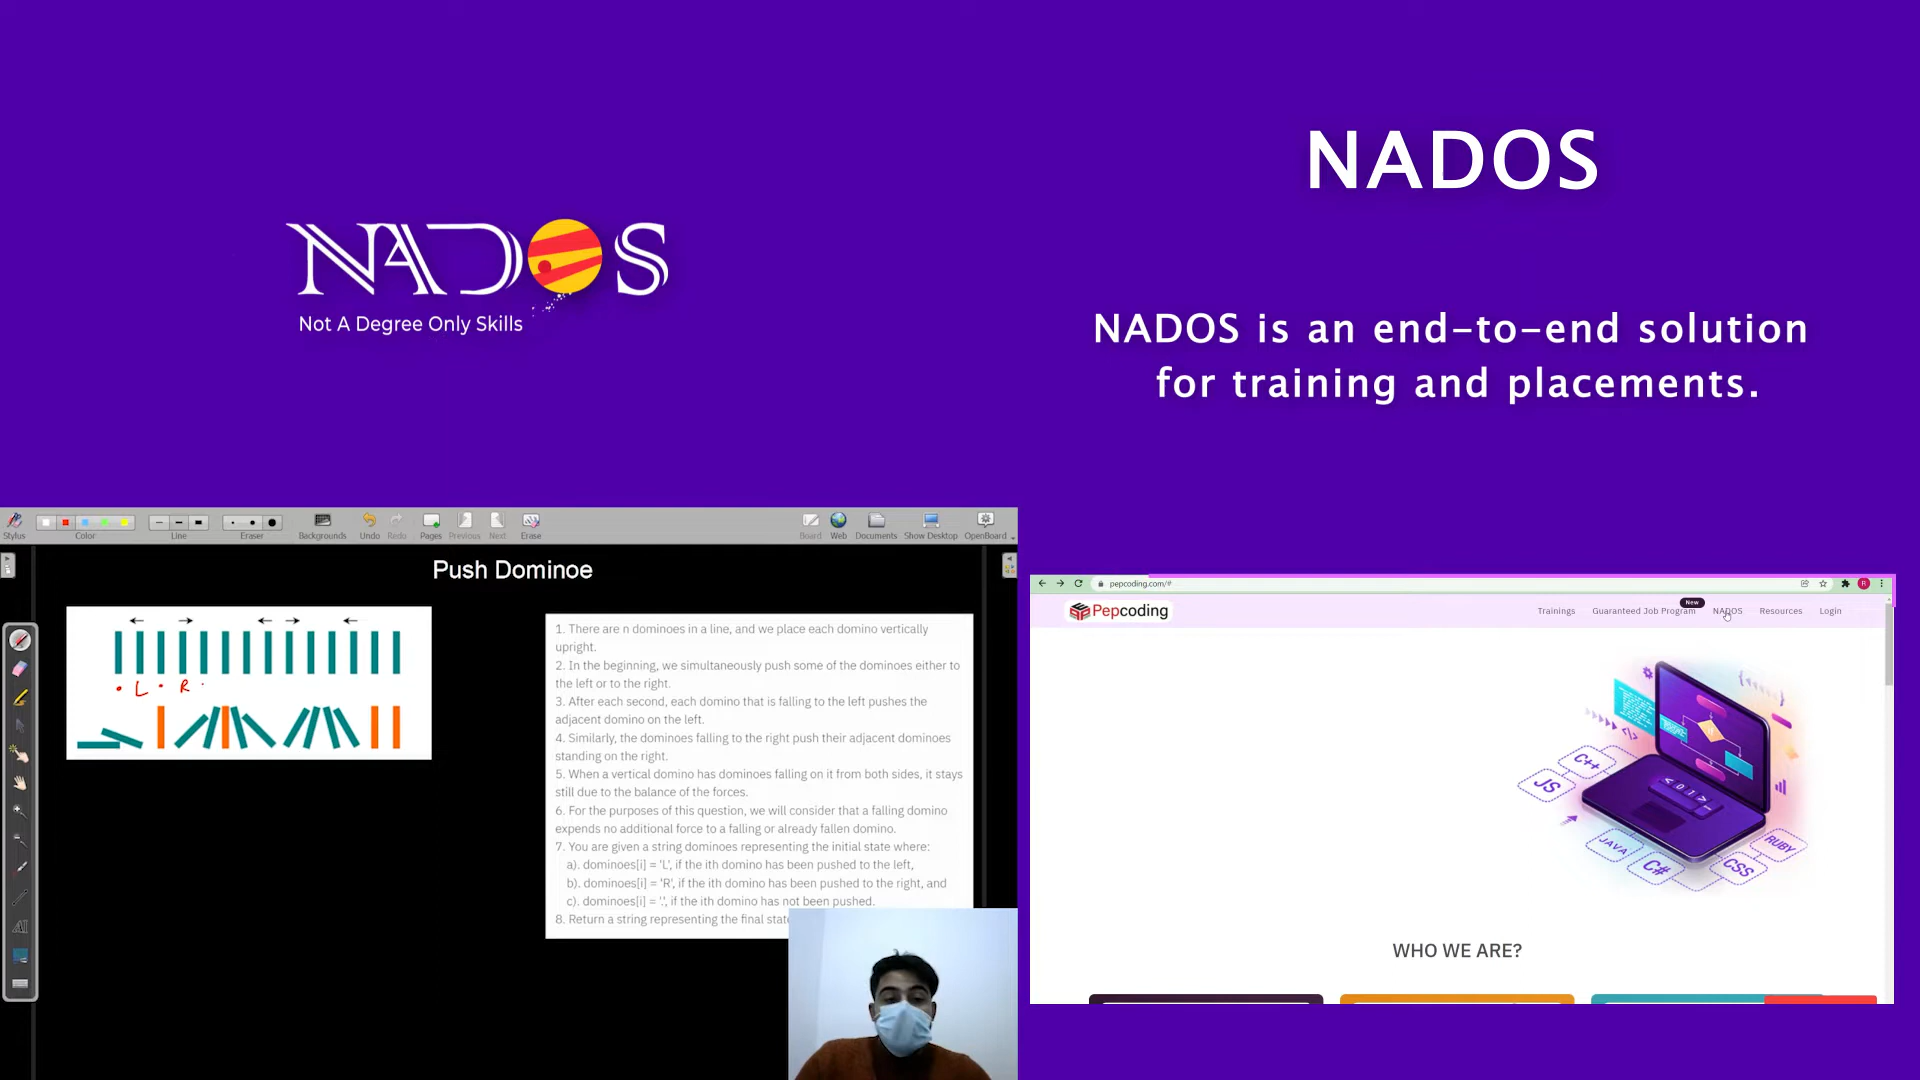 NADOS
Not A Degree Only Skills
NADOS
NADOS is an end-to-end solution
for training and placements.
Stylus
Color
Line
Eraser
Backgrounds
Undo
Redo
Pages
Previous
Next
Erase
Board
Web
Documents
Show Desktop
OpenBoard
Push Dominoe
. L . R .
1. There are n dominoes in a line, and we place each domino vertically
upright.
2. In the beginning, we simultaneously push some of the dominoes either to
the left or to the right.
3. After each second, each domino that is falling to the left pushes the
adjacent domino on the left.
4. Similarly, the dominoes falling to the right push their adjacent dominoes
standing on the right.
5. When a vertical domino has dominoes falling on it from both sides, it stays
still due to the balance of the forces.
6. For the purposes of this question, we will consider that a falling domino
expends no additional force to a falling or already fallen domino.
7. You are given a string dominoes representing the initial state where:
a). dominoes[i] = 'L', if the ith domino has been pushed to the left,
b). dominoes[i] = 'R', if the ith domino has been pushed to the right, and
c). dominoes[i] = '.', if the ith domino has not been pushed.
8. Return a string representing the final
pepcoding.com/#
R
Pepcoding
Trainings
Guaranteed Job Program
New
NADOS
Resources
Login
C++
JS
< 0 1 >
JAVA
C#
CSS
RUBY
</>
WHO WE ARE?